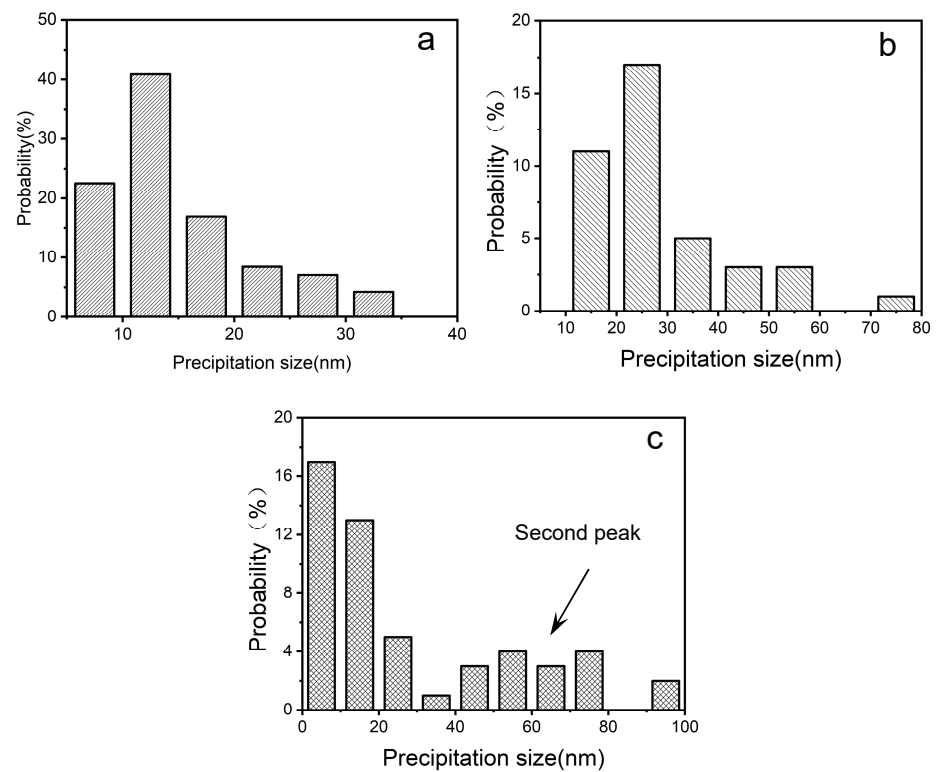 a
50
40
30
20
10
0
Probability(%)
10 20 30 40
Precipitation size(nm)
b
20
15
10
5
0
Probability（%）
10 20 30 40 50 60 70 80
Precipitation size(nm)
c
20
16
12
8
4
0
Probability（%）
Second peak
0 20 40 60 80 100
Precipitation size(nm)